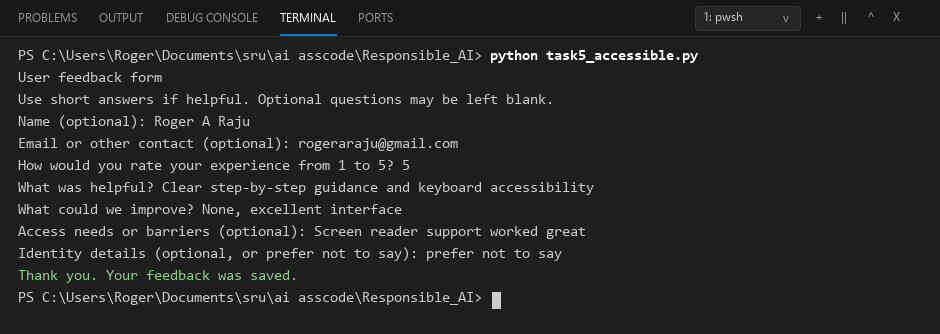 PROBLEMS OUTPUT DEBUG CONSOLE TERMINAL PORTS 1: pwsh v + || ^ X
PS C:\Users\Roger\Documents\sru\ai asscode\Responsible_AI> python task5_accessible.py
User feedback form
Use short answers if helpful. Optional questions may be left blank.
Name (optional): Roger A Raju
Email or other contact (optional): rogeraraju@gmail.com
How would you rate your experience from 1 to 5? 5
What was helpful? Clear step-by-step guidance and keyboard accessibility
What could we improve? None, excellent interface
Access needs or barriers (optional): Screen reader support worked great
Identity details (optional, or prefer not to say): prefer not to say
Thank you. Your feedback was saved.
PS C:\Users\Roger\Documents\sru\ai asscode\Responsible_AI>